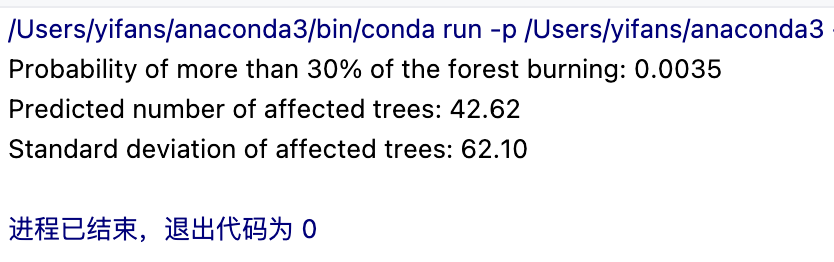 /Users/yifans/anaconda3/bin/conda run -p /Users/yifans/anaconda3
Probability of more than 30% of the forest burning: 0.0035
Predicted number of affected trees: 42.62
Standard deviation of affected trees: 62.10
进程已结束，退出代码为 0